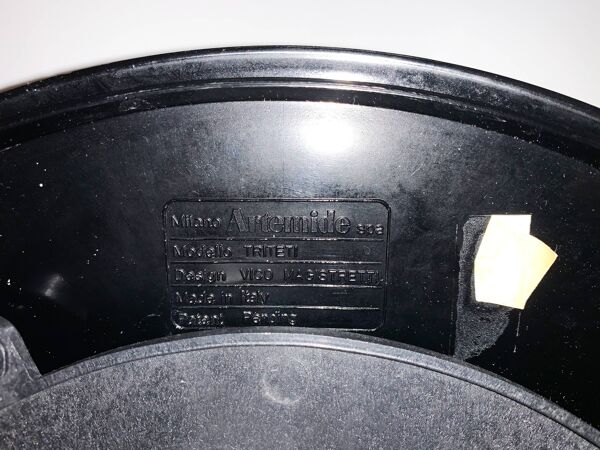 Milano Artemide spa
Modello TRITETI
Design VICO MAGISTRETTI
Made in Italy
Patent Pending